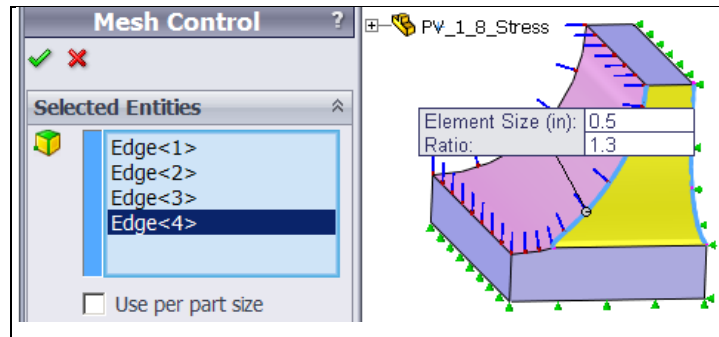 Mesh Control ?
Selected Entities
Edge<1>
Edge<2>
Edge<3>
Edge<4>
Use per part size
PV_1_8_Stress
Element Size (in): 0.5
Ratio: 1.3